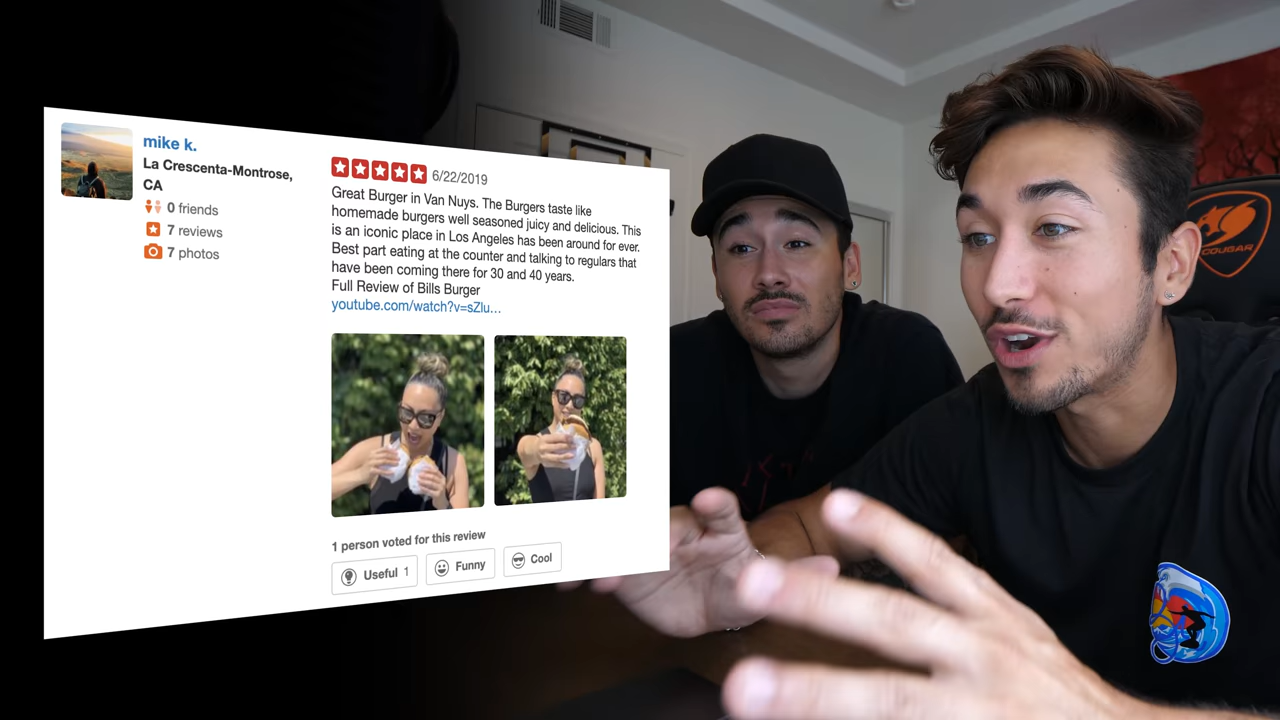 mike k.
La Crescenta-Montrose,
CA
0 friends
7 reviews
7 photos
6/22/2019
Great Burger in Van Nuys. The Burgers taste like
homemade burgers well seasoned juicy and delicious. This
is an iconic place in Los Angeles has been around for ever.
Best part eating at the counter and talking to regulars that
have been coming there for 30 and 40 years.
Full Review of Bills Burger
youtube.com/watch?v=sZlu...
1 person voted for this review
Useful 1
Funny
Cool
COUGAR